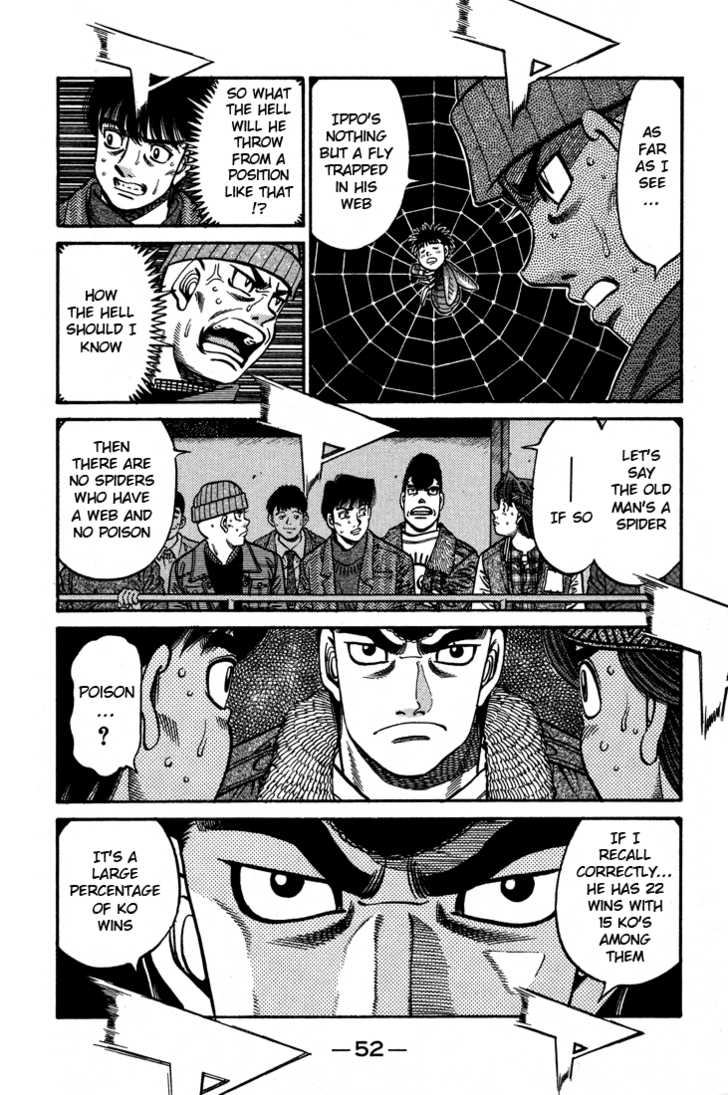 AS
FAR
AS I
SEE
...
IPPO'S
NOTHING
BUT A FLY
TRAPPED
IN HIS
WEB
SO WHAT
THE HELL
WILL HE
THROW
FROM A
POSITION
LIKE THAT
!?
HOW
THE HELL
SHOULD I
KNOW
LET'S
SAY
THE OLD
MAN'S A
SPIDER
IF SO
THEN
THERE ARE
NO SPIDERS
WHO HAVE
A WEB AND
NO POISON
POISON
...
?
IF I
RECALL
CORRECTLY...
HE HAS 22
WINS WITH
15 KO'S
AMONG
THEM
IT'S A
LARGE
PERCENTAGE
OF KO
WINS
—52—